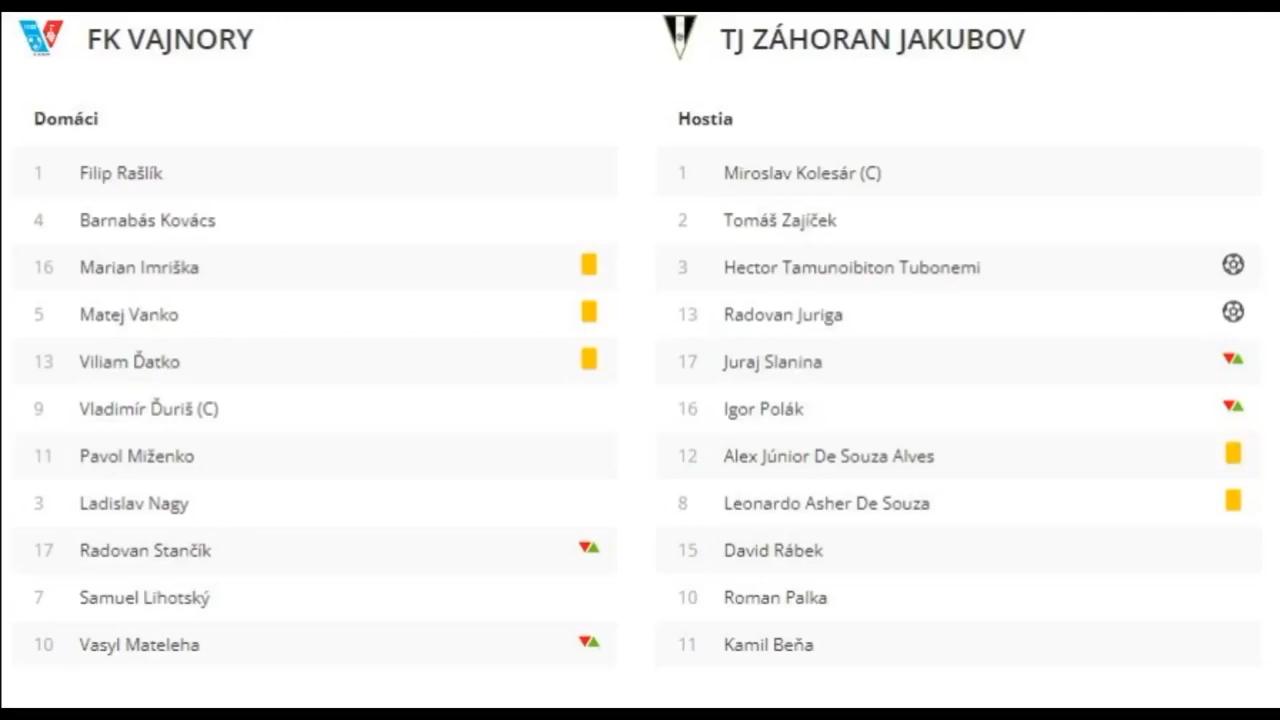 FK VAJNORY
Domáci
1 Filip Rašlík
4 Barnabás Kovács
16 Marian Imriška
5 Matej Vanko
13 Viliam Ďatko
9 Vladimír Ďuriš (C)
11 Pavol Miženko
3 Ladislav Nagy
17 Radovan Stančík
7 Samuel Lihotský
10 Vasyl Mateleha
TJ ZÁHORAN JAKUBOV
Hostia
1 Miroslav Kolesár (C)
2 Tomáš Zajíček
3 Hector Tamunoibiton Tubonemi
13 Radovan Juriga
17 Juraj Slanina
16 Igor Polák
12 Alex Júnior De Souza Alves
8 Leonardo Asher De Souza
15 David Rábek
10 Roman Palka
11 Kamil Beňa